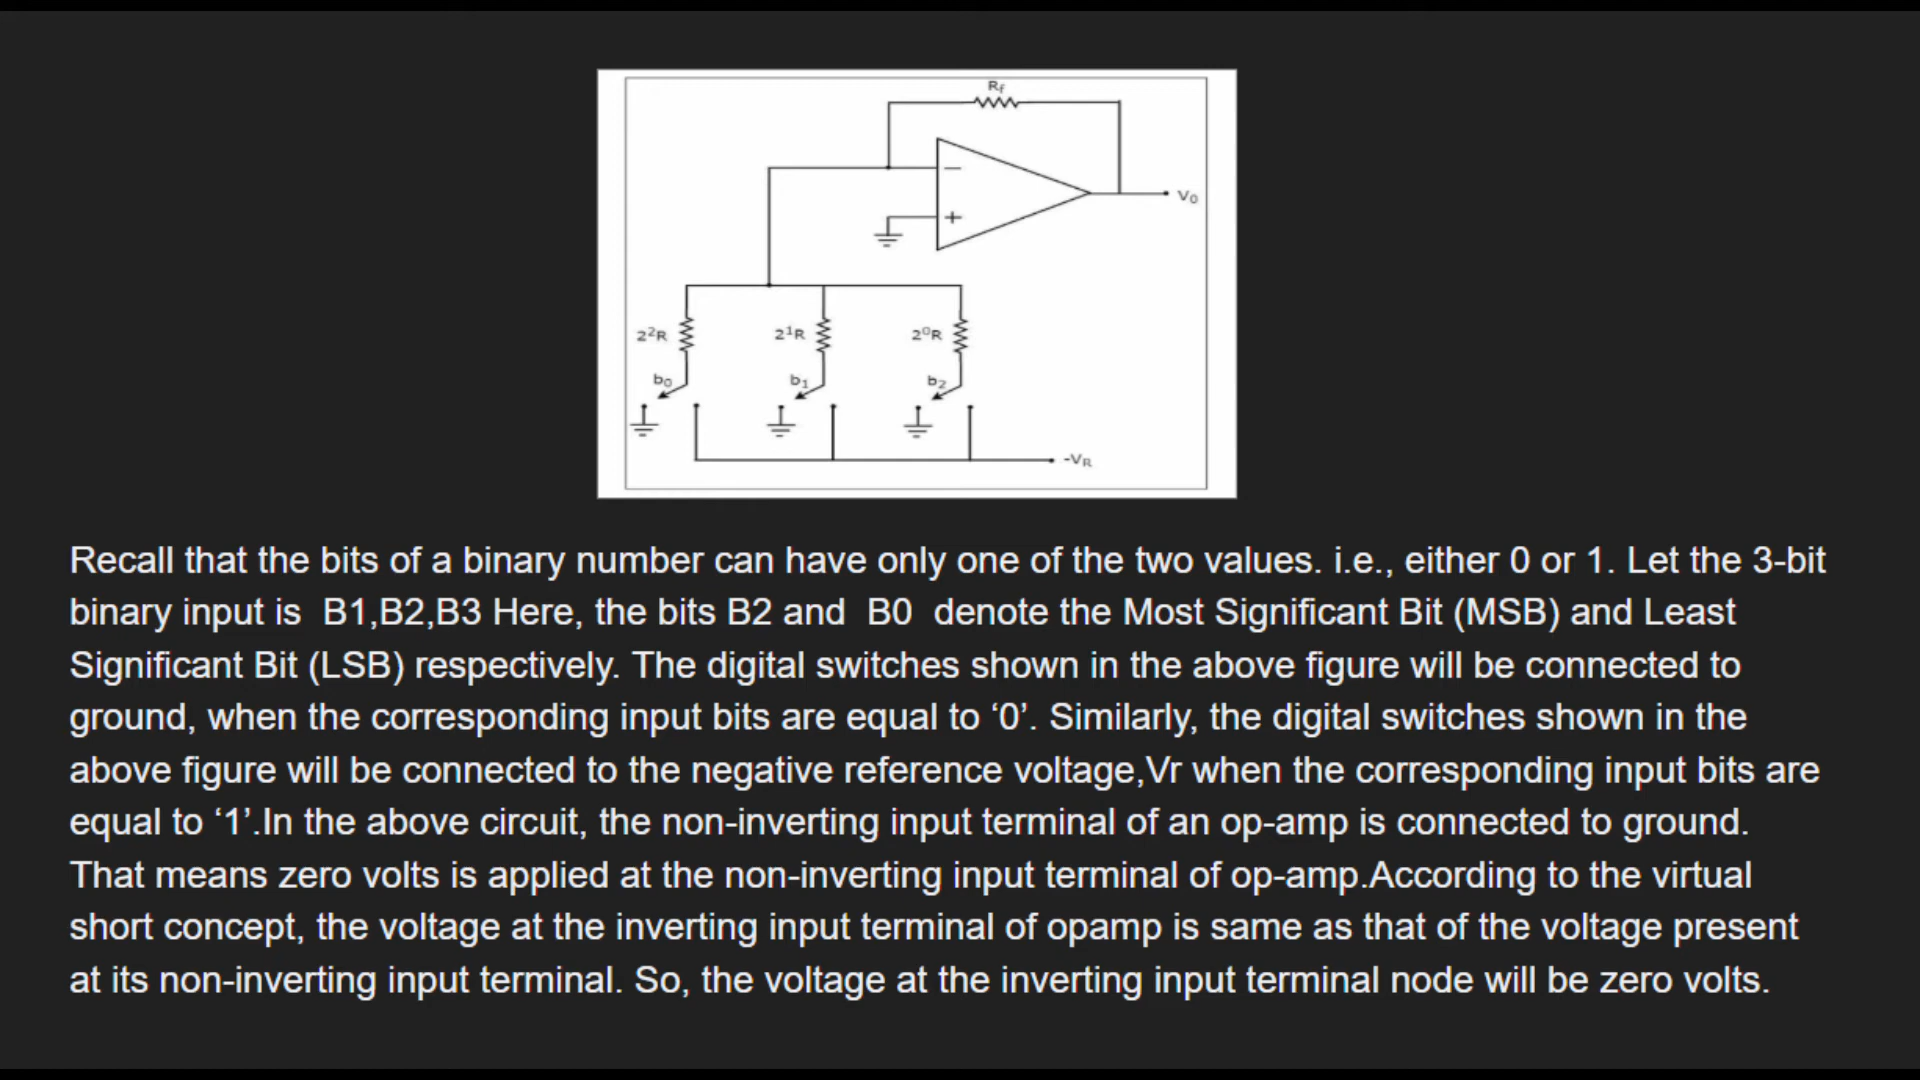 Rf
V0
2²R
2¹R
2⁰R
b0
b1
b2
-VR
Recall that the bits of a binary number can have only one of the two values. i.e., either 0 or 1. Let the 3-bit
binary input is B1,B2,B3 Here, the bits B2 and B0 denote the Most Significant Bit (MSB) and Least
Significant Bit (LSB) respectively. The digital switches shown in the above figure will be connected to
ground, when the corresponding input bits are equal to ‘0’. Similarly, the digital switches shown in the
above figure will be connected to the negative reference voltage,Vr when the corresponding input bits are
equal to ‘1’.In the above circuit, the non-inverting input terminal of an op-amp is connected to ground.
That means zero volts is applied at the non-inverting input terminal of op-amp.According to the virtual
short concept, the voltage at the inverting input terminal of opamp is same as that of the voltage present
at its non-inverting input terminal. So, the voltage at the inverting input terminal node will be zero volts.